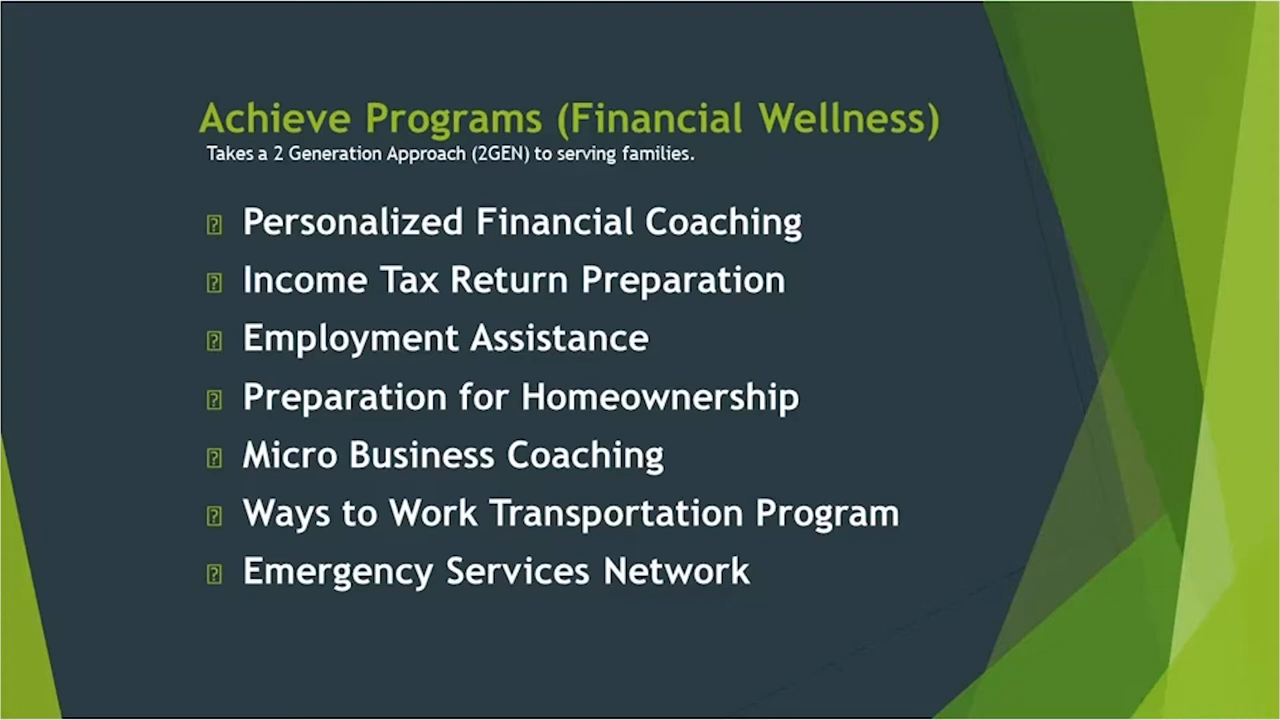 Achieve Programs (Financial Wellness)
Takes a 2 Generation Approach (2GEN) to serving families.
Personalized Financial Coaching
Income Tax Return Preparation
Employment Assistance
Preparation for Homeownership
Micro Business Coaching
Ways to Work Transportation Program
Emergency Services Network